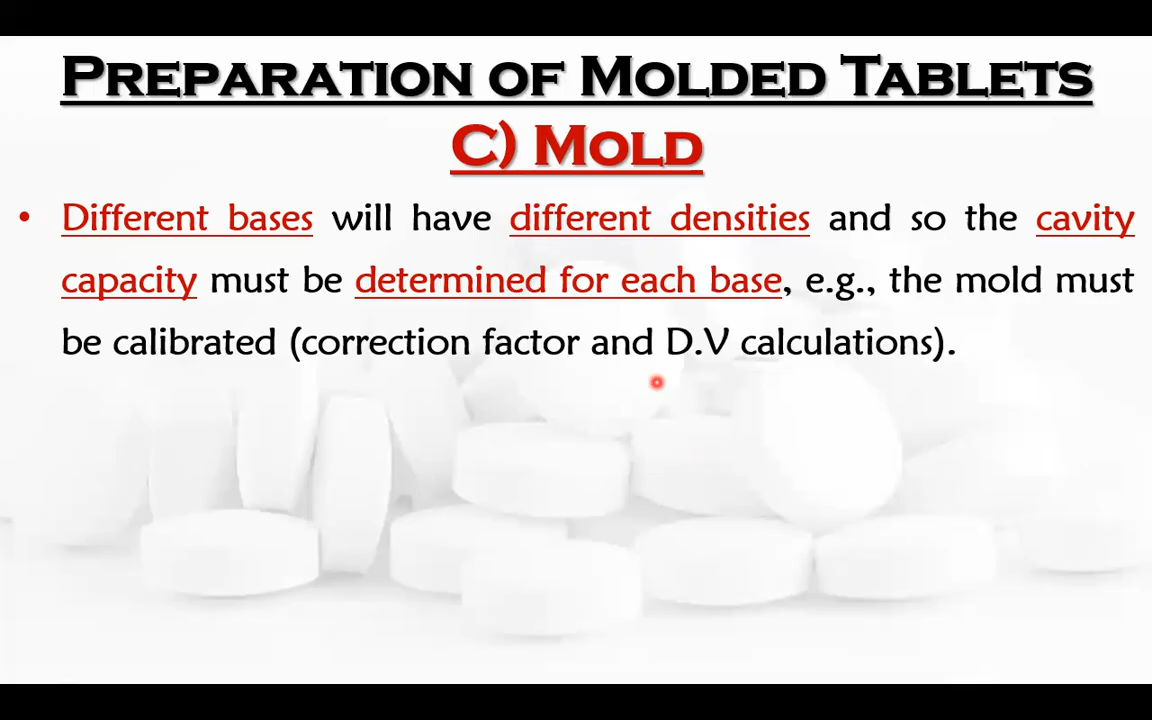 PREPARATION OF MOLDED TABLETS
C) MOLD
• Different bases will have different densities and so the cavity
capacity must be determined for each base, e.g., the mold must
be calibrated (correction factor and D.V calculations).